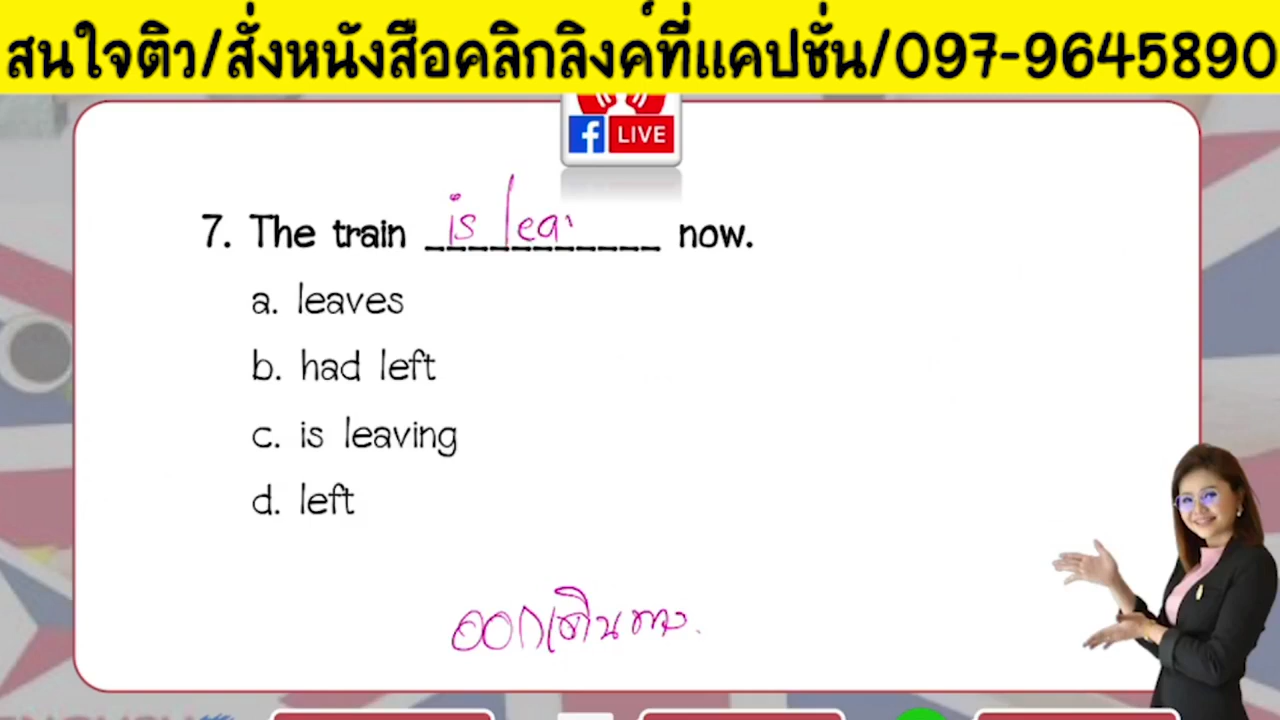 สนใจติว/สั่งหนังสือคลิกลิงค์ที่แคปชั่น/097-9645890
f LIVE
7. The train is lea now.
a. leaves
b. had left
c. is leaving
d. left
ออกเดินทาง